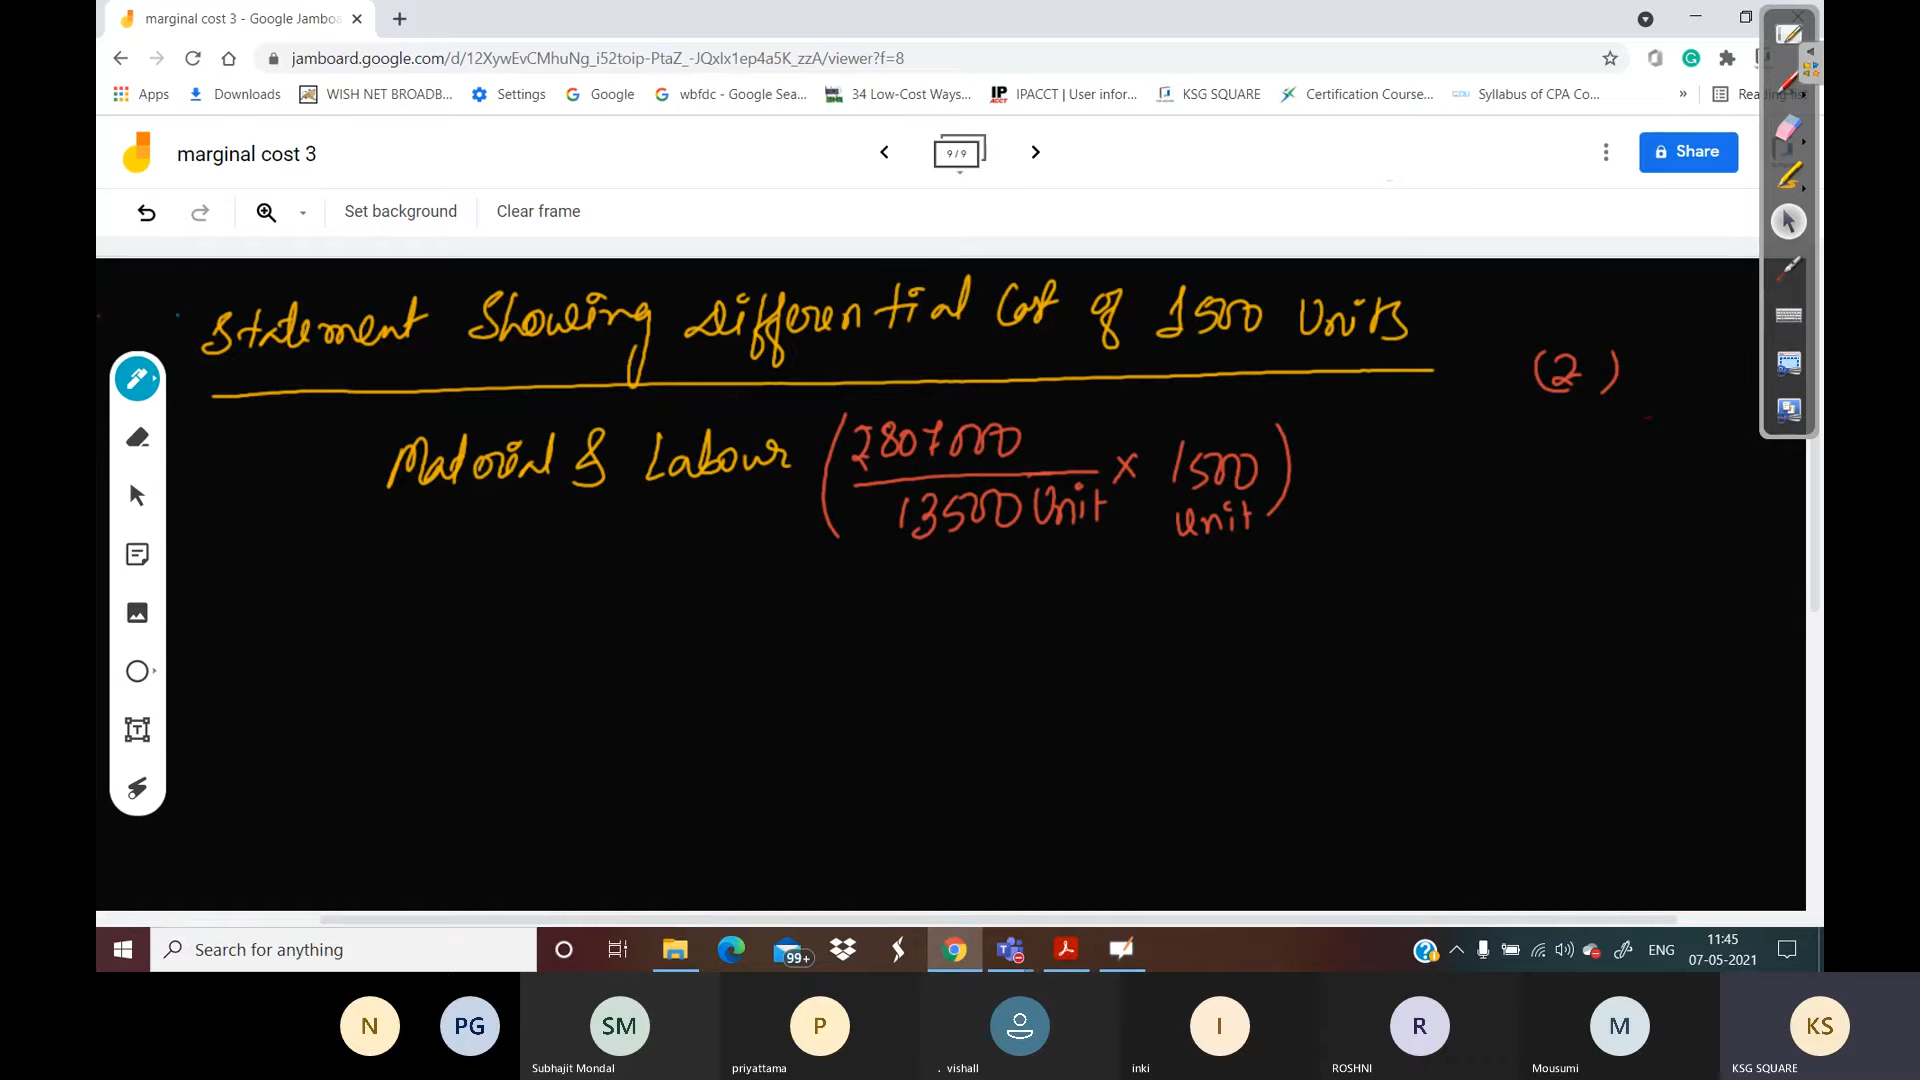 marginal cost 3 - Google Jamboa
jamboard.google.com/d/12XywEvCMhuNg_i52toip-PtaZ_-JQxIx1ep4a5K_zzA/viewer?f=8
Apps Downloads WISH NET BROADB... Settings Google wbfdc - Google Sea... 34 Low-Cost Ways... IPACCT | User infor... KSG SQUARE Certification Course... Syllabus of CPA Co... » Reading list
marginal cost 3 9 / 9 Share
Set background Clear frame
Statement Showing Differential Cost of 1500 Units
(2)
Material & Labour (2807000 / 13500 Unit × 1500 Unit)
Search for anything 99+ ENG 11:45
07-05-2021
N PG SM P I R M KS
Subhajit Mondal priyattama . vishall inki ROSHNI Mousumi KSG SQUARE